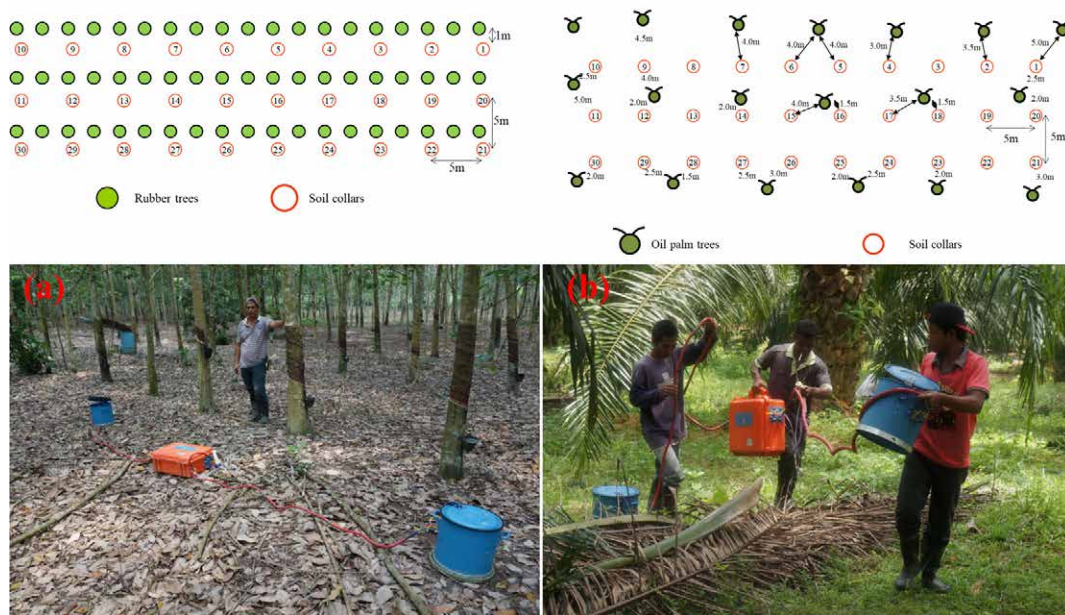 1m
10 9 8 7 6 5 4 3 2 1
11 12 13 14 15 16 17 18 19 20
5m
30 29 28 27 26 25 24 23 22 21
5m
Rubber trees
Soil collars
4.5m 4.0m 4.0m 4.0m 3.0m 3.5m 5.0m
10 9 8 7 6 5 4 3 2 1
2.5m 4.0m 2.5m
5.0m 2.0m 2.0m 4.0m 1.5m 3.5m 1.5m 2.0m
11 12 13 14 15 16 17 18 19 20
5m
5m
30 29 28 27 26 25 24 23 22 21
2.0m 2.5m 1.5m 2.5m 3.0m 2.0m 2.5m 2.0m 3.0m
Oil palm trees
Soil collars
(a)
(b)